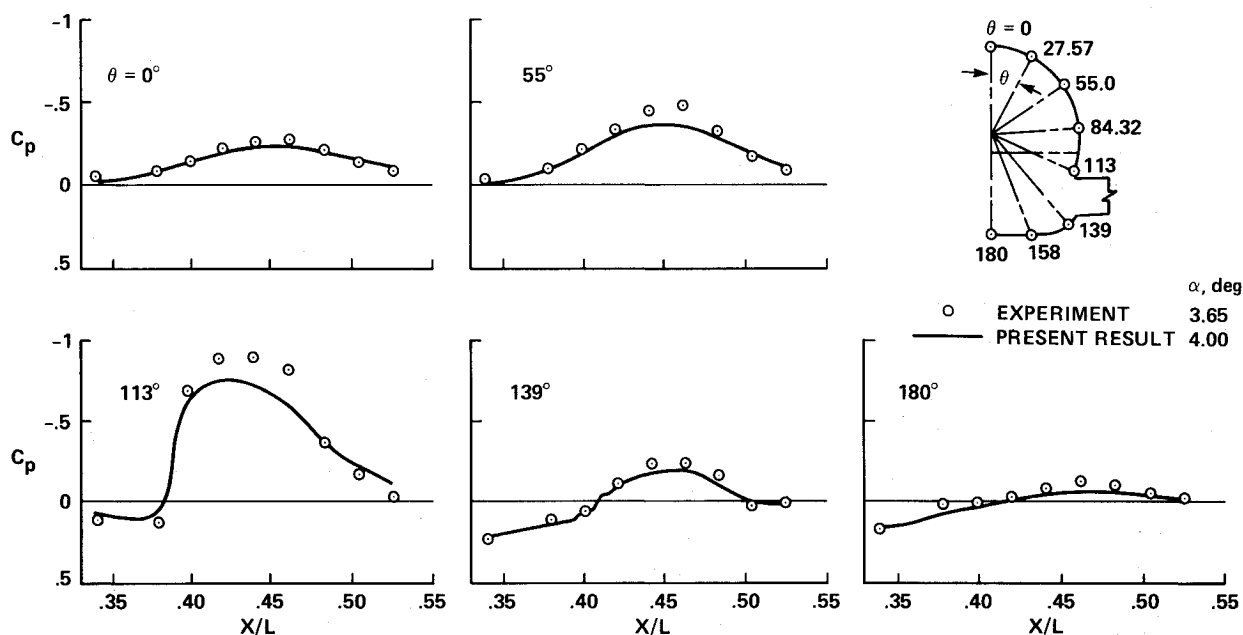 -1
-.5
Cp
0
.5
θ = 0°
55°
θ = 0
27.57
θ
55.0
84.32
113
139
180
158
α, deg
EXPERIMENT 3.65
PRESENT RESULT 4.00
-1
-.5
Cp
0
.5
113°
139°
180°
.35 .40 .45 .50 .55
X/L
.35 .40 .45 .50 .55
X/L
.35 .40 .45 .50 .55
X/L